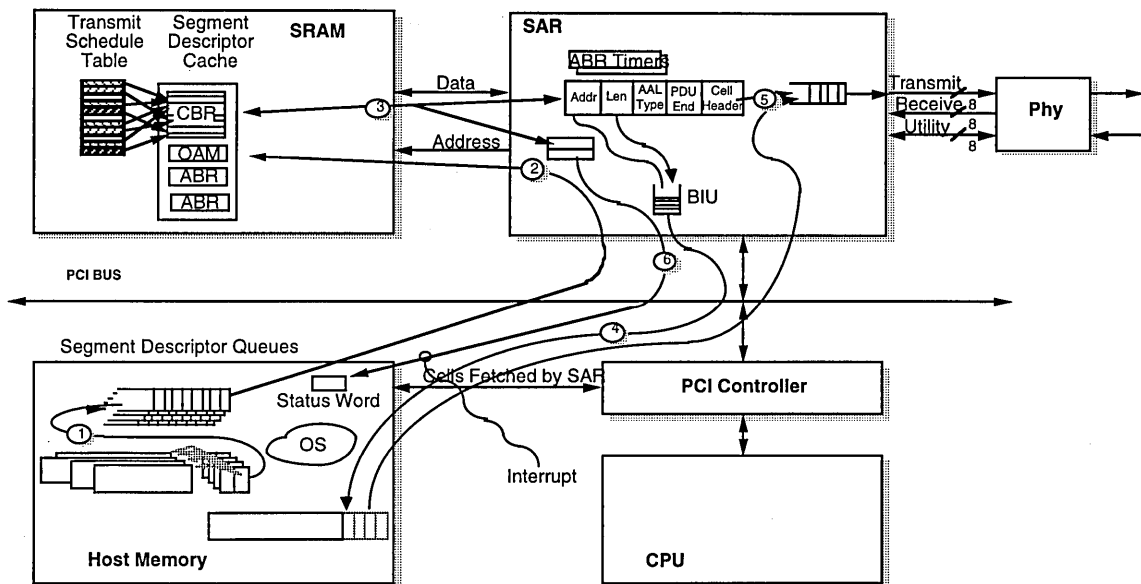 Transmit
Schedule
Table
Segment
Descriptor
Cache
SRAM
CBR
OAM
ABR
ABR
3
2
Data
Address
SAR
ABR Timers
Addr
Len
AAL
Type
PDU
End
Cell
Header
5
BIU
Transmit
Receive
8
Utility
8
8
Phy
6
PCI BUS
4
Segment Descriptor Queues
Status Word
Cells Fetched by SAR
PCI Controller
1
OS
Interrupt
Host Memory
CPU